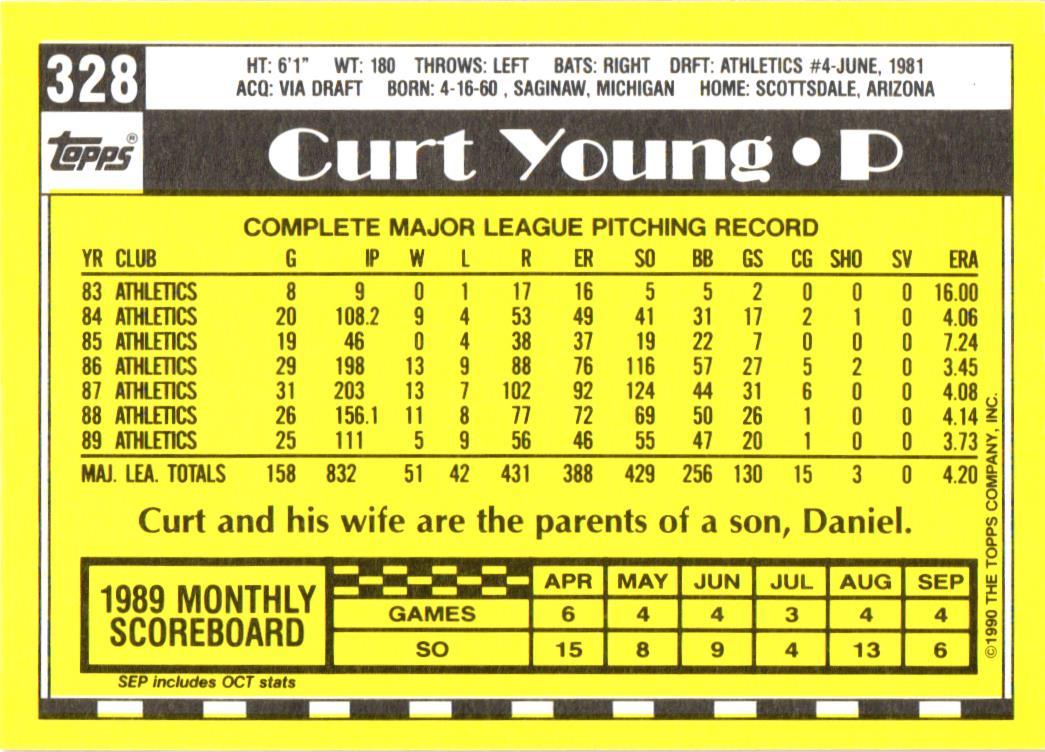 328
HT: 6'1" WT: 180 THROWS: LEFT BATS: RIGHT DRFT: ATHLETICS #4-JUNE, 1981
ACQ: VIA DRAFT BORN: 4-16-60 , SAGINAW, MICHIGAN HOME: SCOTTSDALE, ARIZONA
Topps®
Curt Young • P
COMPLETE MAJOR LEAGUE PITCHING RECORD
YR CLUB G IP W L R ER SO BB GS CG SHO SV ERA
83 ATHLETICS 8 9 0 1 17 16 5 5 2 0 0 0 16.00
84 ATHLETICS 20 108.2 9 4 53 49 41 31 17 2 1 0 4.06
85 ATHLETICS 19 46 0 4 38 37 19 22 7 0 0 0 7.24
86 ATHLETICS 29 198 13 9 88 76 116 57 27 5 2 0 3.45
87 ATHLETICS 31 203 13 7 102 92 124 44 31 6 0 0 4.08
88 ATHLETICS 26 156.1 11 8 77 72 69 50 26 1 0 0 4.14
89 ATHLETICS 25 111 5 9 56 46 55 47 20 1 0 0 3.73
MAJ. LEA. TOTALS 158 832 51 42 431 388 429 256 130 15 3 0 4.20
Curt and his wife are the parents of a son, Daniel.
1989 MONTHLY
SCOREBOARD
APR MAY JUN JUL AUG SEP
GAMES 6 4 4 3 4 4
SO 15 8 9 4 13 6
SEP includes OCT stats
©1990 THE TOPPS COMPANY, INC.